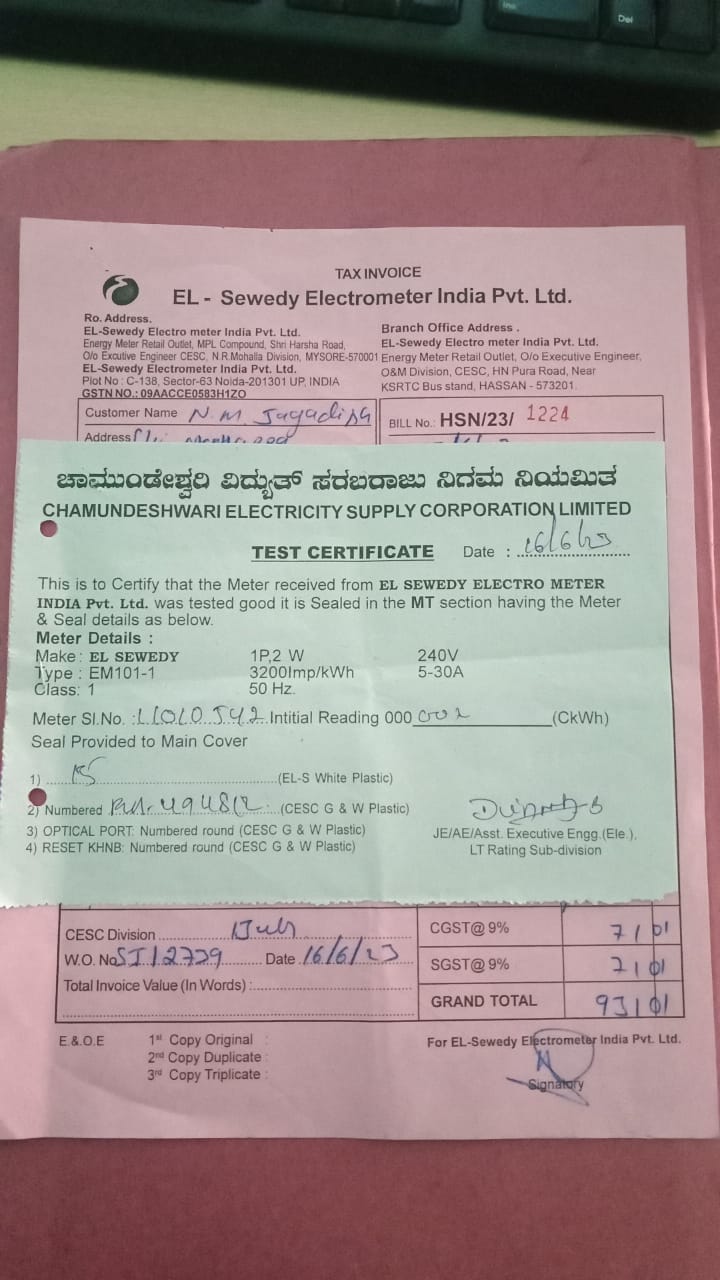 Ins
Del
TAX INVOICE
EL - Sewedy Electrometer India Pvt. Ltd.
Ro. Address.
EL-Sewedy Electro meter India Pvt. Ltd.
Energy Meter Retail Outlet, MPL Compound, Shri Harsha Road,
O/o Excutive Engineer CESC, N.R.Mohalla Division, MYSORE-570001
EL-Sewedy Electrometer India Pvt. Ltd.
Plot No : C-138, Sector-63 Noida-201301 UP, INDIA
GSTN NO.: 09AACCE0583H1ZO
Branch Office Address .
EL-Sewedy Electro meter India Pvt. Ltd.
Energy Meter Retail Outlet, O/o Executive Engineer,
O&M Division, CESC, HN Pura Road, Near
KSRTC Bus stand, HASSAN - 573201.
Customer Name N.M. Jagadisha
BILL No.: HSN/23/ 1224
Address
ಚಾಮುಂಡೇಶ್ವರಿ ವಿದ್ಯುತ್ ಸರಬರಾಜು ನಿಗಮ ನಿಯಮಿತ
CHAMUNDESHWARI ELECTRICITY SUPPLY CORPORATION LIMITED
TEST CERTIFICATE Date : 16/6/23
This is to Certify that the Meter received from EL SEWEDY ELECTRO METER
INDIA Pvt. Ltd. was tested good it is Sealed in the MT section having the Meter
& Seal details as below.
Meter Details :
Make : EL SEWEDY 1P,2 W 240V
Type : EM101-1 3200Imp/kWh 5-30A
Class: 1 50 Hz.
Meter Sl.No. : Intitial Reading 000 002 (CkWh)
Seal Provided to Main Cover
1) (EL-S White Plastic)
2) Numbered (CESC G & W Plastic)
3) OPTICAL PORT: Numbered round (CESC G & W Plastic)
4) RESET KHNB: Numbered round (CESC G & W Plastic)
JE/AE/Asst. Executive Engg.(Ele.).
LT Rating Sub-division
CESC Division
W.O. No. Date 16/6/23
Total Invoice Value (In Words) :
CGST@ 9% 71 01
SGST@ 9% 71 01
GRAND TOTAL 931 01
E.&.O.E 1st Copy Original :
2nd Copy Duplicate :
3rd Copy Triplicate :
For EL-Sewedy Electrometer India Pvt. Ltd.
Signatory